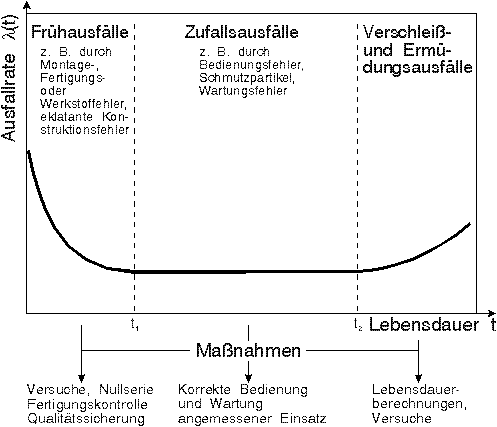 Ausfallrate λ(t)
Frühausfälle
z. B. durch
Montage-,
Fertigungs-
oder
Werkstoffehler,
eklatante Kon-
struktionsfehler
Zufallsausfälle
z. B. durch
Bedienungsfehler,
Schmutzpartikel,
Wartungsfehler
Verschleiß-
und Ermü-
dungsausfälle
t₁
t₂
Lebensdauer t
Maßnahmen
Versuche, Nullserie
Fertigungskontrolle
Qualitätssicherung
Korrekte Bedienung
und Wartung
angemessener Einsatz
Lebensdauer-
berechnungen,
Versuche